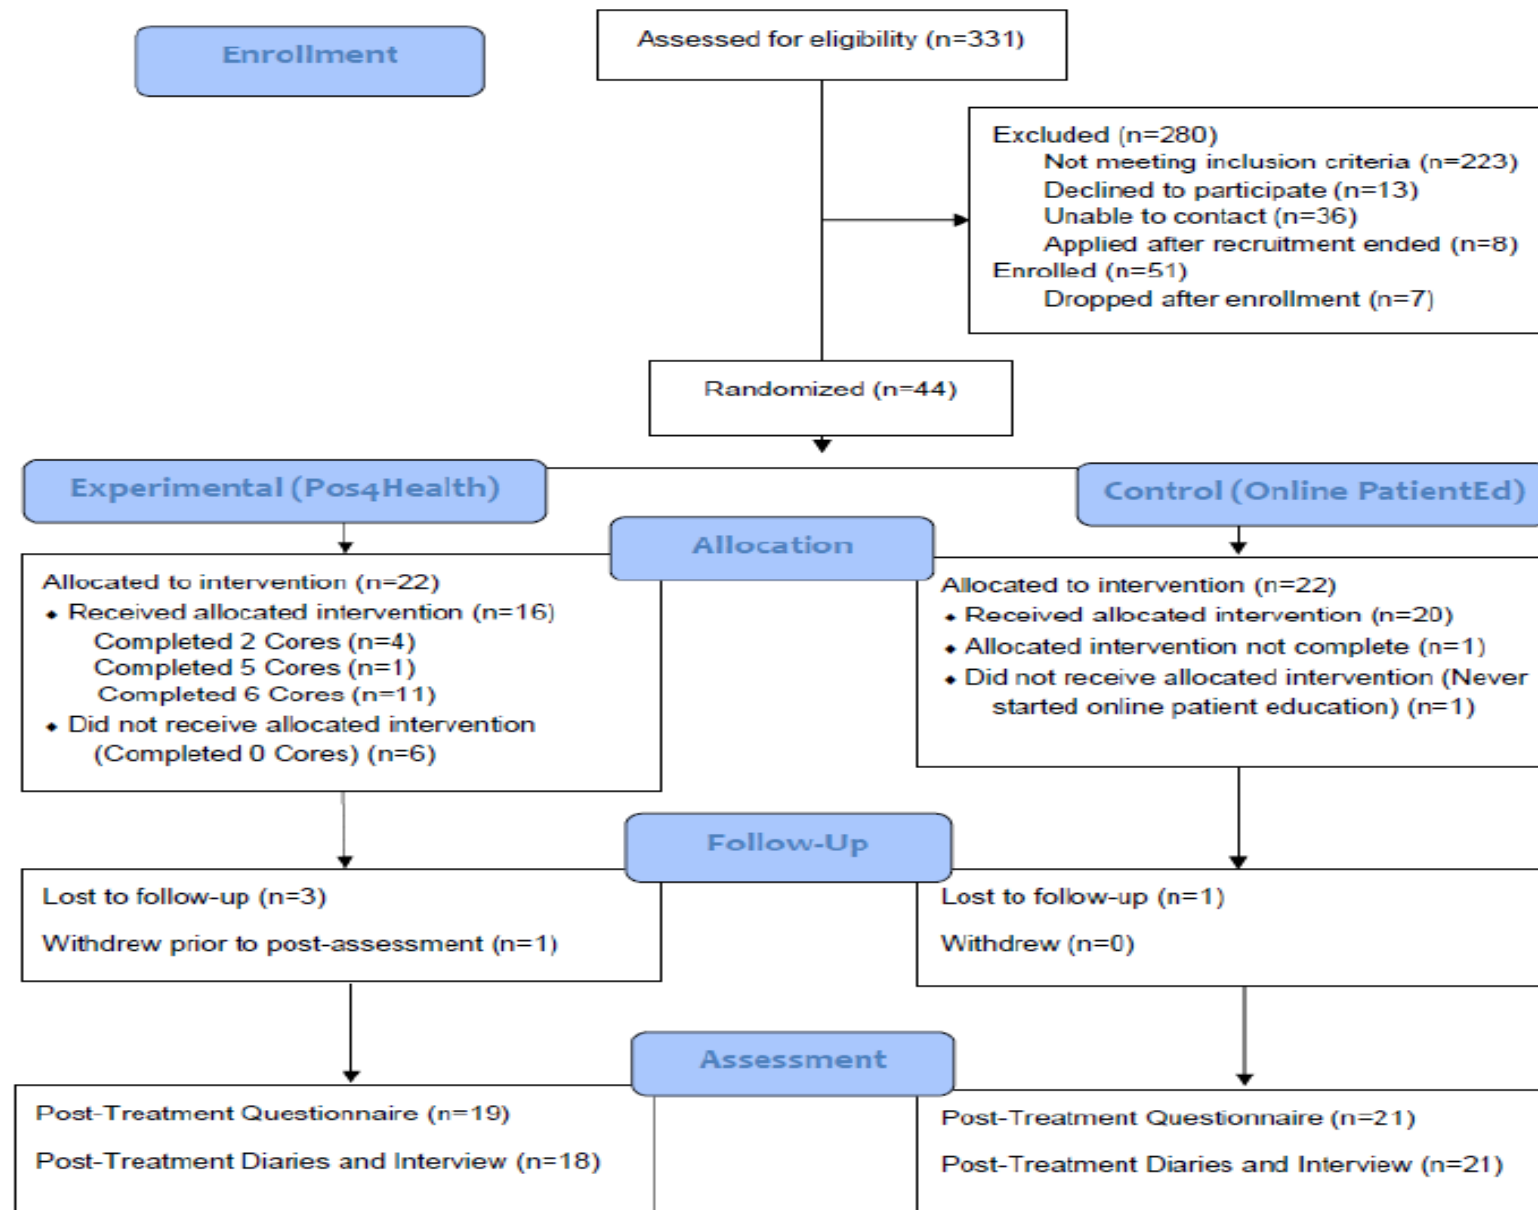 Enrollment
Assessed for eligibility (n=331)
Excluded (n=280)
Not meeting inclusion criteria (n=223)
Declined to participate (n=13)
Unable to contact (n=36)
Applied after recruitment ended (n=8)
Enrolled (n=51)
Dropped after enrollment (n=7)
Randomized (n=44)
Experimental (Pos4Health)
Control (Online PatientEd)
Allocation
Allocated to intervention (n=22)
• Received allocated intervention (n=16)
Completed 2 Cores (n=4)
Completed 5 Cores (n=1)
Completed 6 Cores (n=11)
• Did not receive allocated intervention
(Completed 0 Cores) (n=6)
Allocated to intervention (n=22)
• Received allocated intervention (n=20)
• Allocated intervention not complete (n=1)
• Did not receive allocated intervention (Never
started online patient education) (n=1)
Follow-Up
Lost to follow-up (n=3)
Withdrew prior to post-assessment (n=1)
Lost to follow-up (n=1)
Withdrew (n=0)
Assessment
Post-Treatment Questionnaire (n=19)
Post-Treatment Diaries and Interview (n=18)
Post-Treatment Questionnaire (n=21)
Post-Treatment Diaries and Interview (n=21)